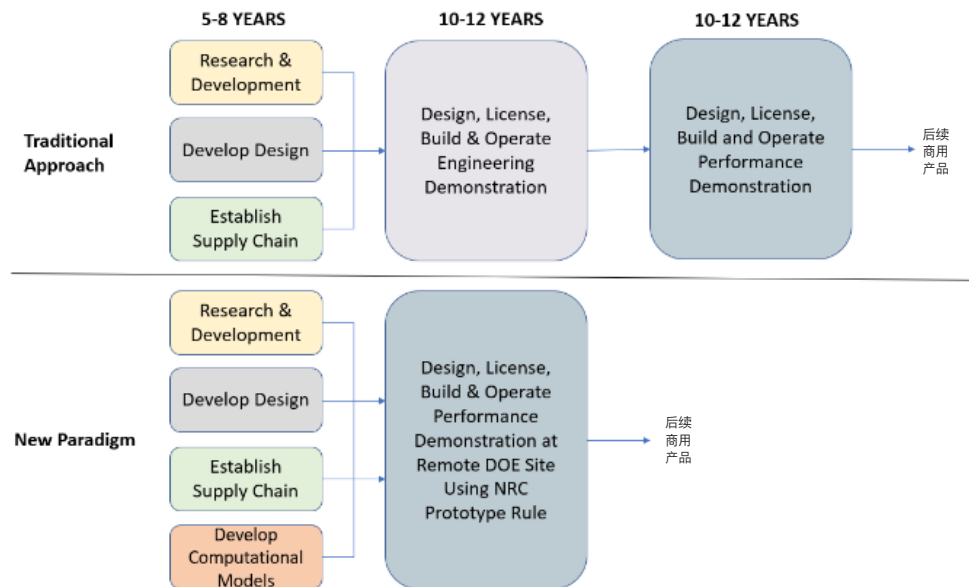 5-8 YEARS
10-12 YEARS
10-12 YEARS
Traditional
Approach
Research &
Development
Develop Design
Establish
Supply Chain
Design, License,
Build & Operate
Engineering
Demonstration
Design, License,
Build and Operate
Performance
Demonstration
后续
商用
产品
New Paradigm
Research &
Development
Develop Design
Establish
Supply Chain
Develop
Computational
Models
Design, License,
Build & Operate
Performance
Demonstration at
Remote DOE Site
Using NRC
Prototype Rule
后续
商用
产品